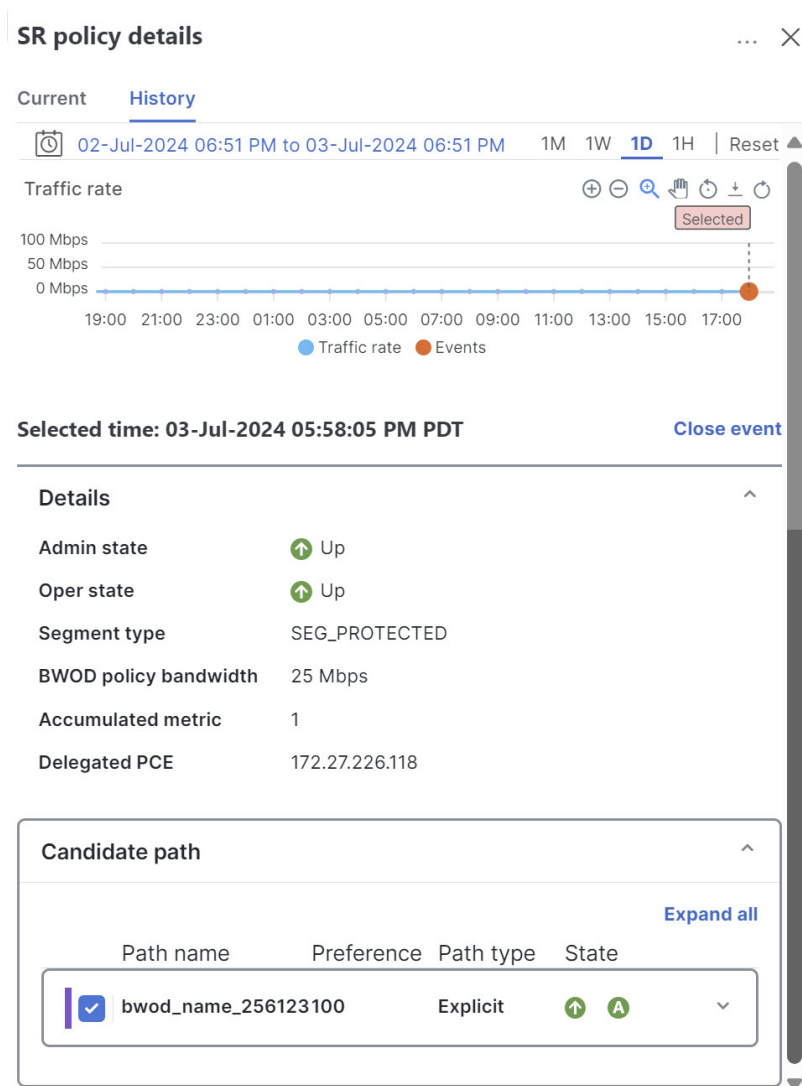 SR policy details
...
Current History
02-Jul-2024 06:51 PM to 03-Jul-2024 06:51 PM 1M 1W 1D 1H | Reset
Traffic rate
Selected
100 Mbps
50 Mbps
0 Mbps
19:00 21:00 23:00 01:00 03:00 05:00 07:00 09:00 11:00 13:00 15:00 17:00
Traffic rate Events
Selected time: 03-Jul-2024 05:58:05 PM PDT Close event
Details
Admin state Up
Oper state Up
Segment type SEG_PROTECTED
BWOD policy bandwidth 25 Mbps
Accumulated metric 1
Delegated PCE 172.27.226.118
Candidate path
Expand all
Path name Preference Path type State
bwod_name_256123100 Explicit A